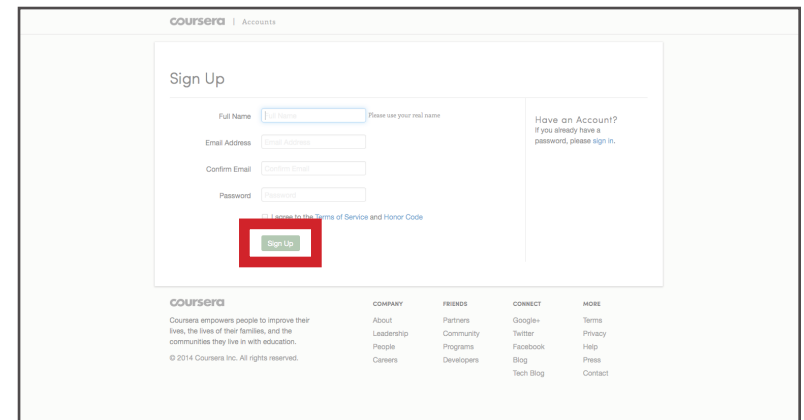 coursera | Accounts
Sign Up
Full Name
Full Name
Please use your real name
Email Address
Email Address
Confirm Email
Confirm Email
Password
Password
I agree to the Terms of Service and Honor Code
Sign Up
Have an Account?
If you already have a
password, please sign in.
coursera
Coursera empowers people to improve their
lives, the lives of their families, and the
communities they live in with education.
© 2014 Coursera Inc. All rights reserved.
COMPANY
About
Leadership
People
Careers
FRIENDS
Partners
Community
Programs
Developers
CONNECT
Google+
Twitter
Facebook
Blog
Tech Blog
MORE
Terms
Privacy
Help
Press
Contact